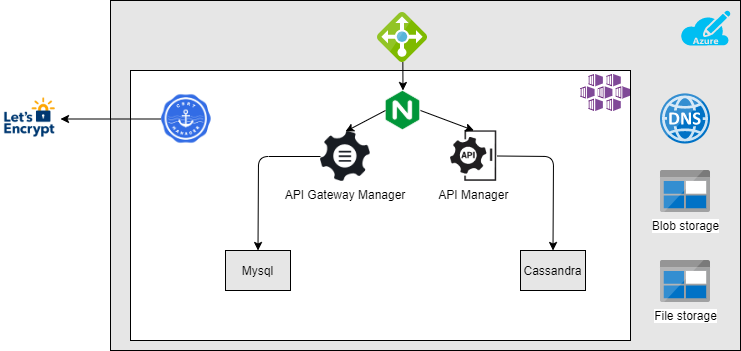 Azure
Let's
Encrypt
CERT
MANAGER
N
DNS
API
API Gateway Manager
API Manager
Blob storage
Mysql
Cassandra
File storage